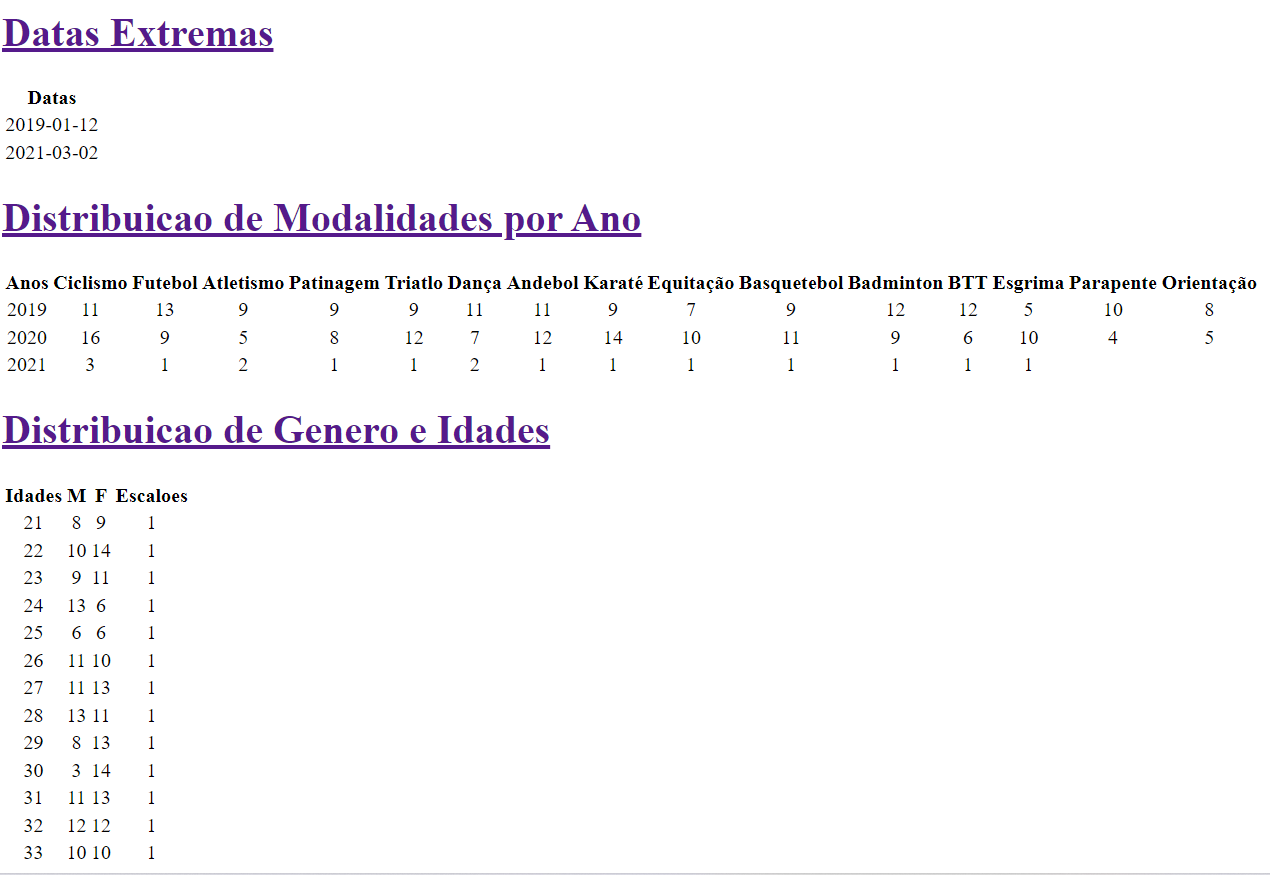 Datas Extremas
Datas
2019-01-12
2021-03-02
Distribuicao de Modalidades por Ano
Anos Ciclismo Futebol Atletismo Patinagem Triatlo Dança Andebol Karaté Equitação Basquetebol Badminton BTT Esgrima Parapente Orientação
2019 11 13 9 9 9 11 11 9 7 9 12 12 5 10 8
2020 16 9 5 8 12 7 12 14 10 11 9 6 10 4 5
2021 3 1 2 1 1 2 1 1 1 1 1 1 1
Distribuicao de Genero e Idades
Idades M F Escaloes
21 8 9 1
22 10 14 1
23 9 11 1
24 13 6 1
25 6 6 1
26 11 10 1
27 11 13 1
28 13 11 1
29 8 13 1
30 3 14 1
31 11 13 1
32 12 12 1
33 10 10 1